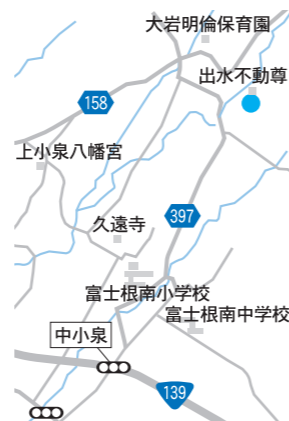 大岩明倫保育園
出水不動尊
158
上小泉八幡宮
397
久遠寺
富士根南小学校
富士根南中学校
中小泉
139